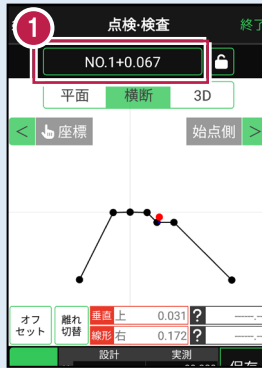 1
点検・検査
終了
NO.1+0.067
平面 横断 3D
< 座標 始点側 >
オフセット 離れ切替
垂直 上 0.031 ?
線形 右 0.172 ?
設計 実測
保存